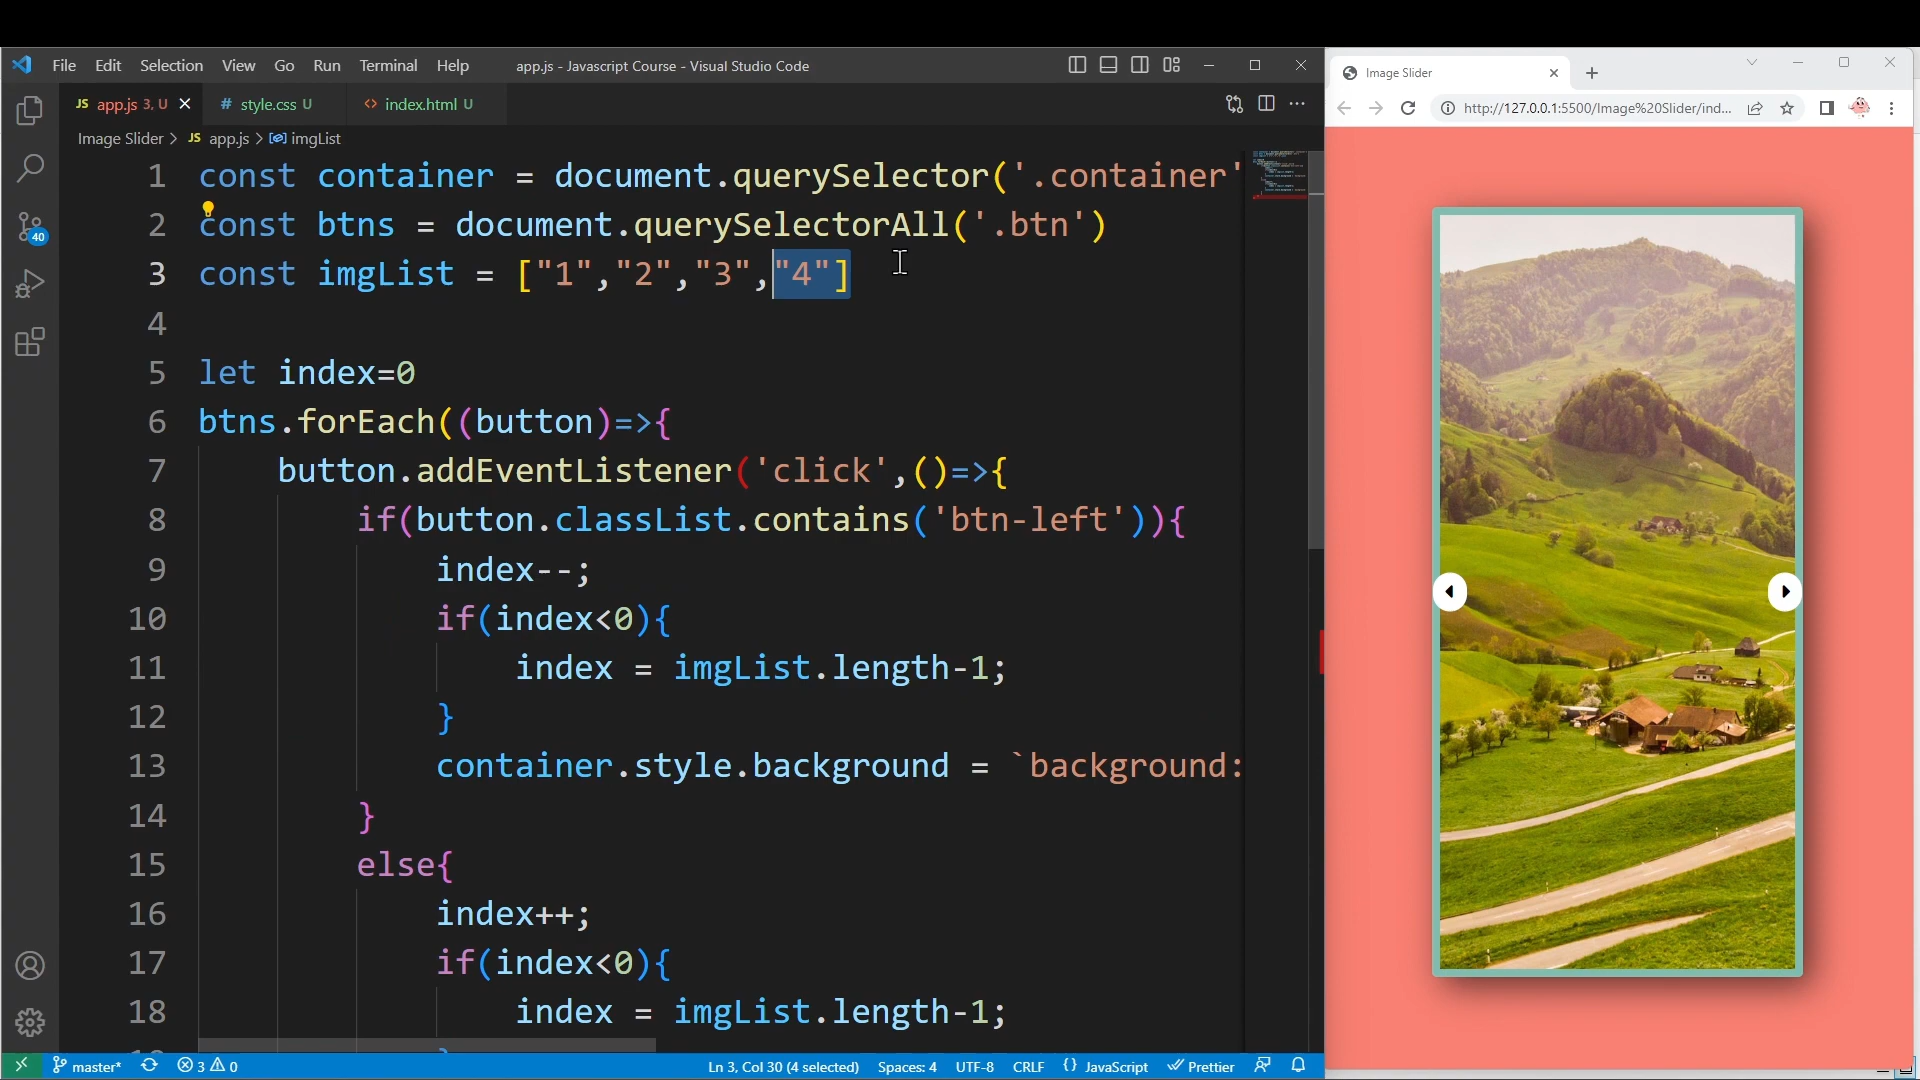 File Edit Selection View Go Run Terminal Help app.js - Javascript Course - Visual Studio Code
Image Slider
JS app.js 3, U # style.css U <> index.html U
http://127.0.0.1:5500/Image%20Slider/ind...
Image Slider > JS app.js > imgList
1 const container = document.querySelector('.container'
2 const btns = document.querySelectorAll('.btn')
3 const imgList = ["1","2","3","4"]
4
5 let index=0
6 btns.forEach((button)=>{
7 button.addEventListener('click',()=>{
8 if(button.classList.contains('btn-left')){
9 index--;
10 if(index<0){
11 index = imgList.length-1;
12 }
13 container.style.background = `background:
14 }
15 else{
16 index++;
17 if(index<0){
18 index = imgList.length-1;
40
master* 3 0 Ln 3, Col 30 (4 selected) Spaces: 4 UTF-8 CRLF {} JavaScript Prettier